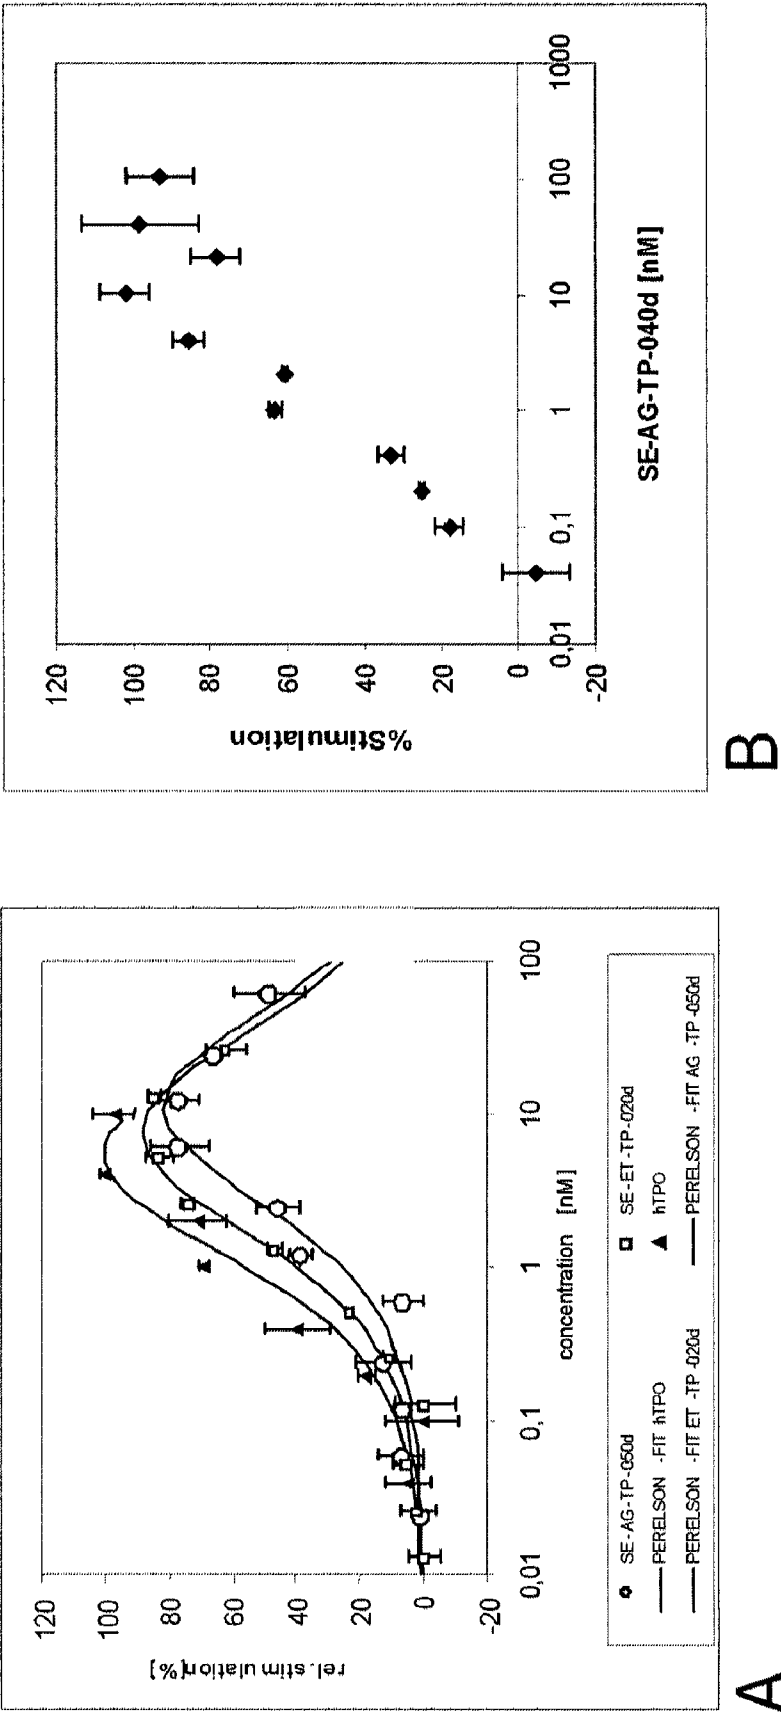 120
100
80
60
40
20
0
-20
rel.stimulation[%]
0,01
0,1
1
10
100
concentration [nM]
SE-AG-TP-050d
SE-ET-TP-020d
PERELSON -FIT hTPO
hTPO
PERELSON -FIT ET -TP -020d
PERELSON -FIT AG -TP -050d
A
120
100
80
60
40
20
0
-20
%Stimulation
0,01
0,1
1
10
100
1000
SE-AG-TP-040d [nM]
B